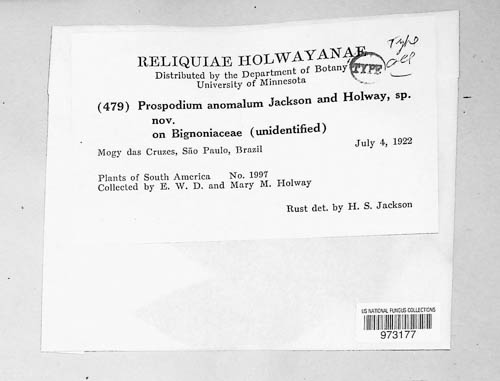 RELIQUIAE HOLWAYANAE
Distributed by the Department of Botany
University of Minnesota
TYPE
Type
(479) Prospodium anomalum Jackson and Holway, sp.
nov.
on Bignoniaceae (unidentified)
Mogy das Cruzes, São Paulo, Brazil July 4, 1922
Plants of South America No. 1997
Collected by E. W. D. and Mary M. Holway
Rust det. by H. S. Jackson
US NATIONAL FUNGUS COLLECTIONS
973177